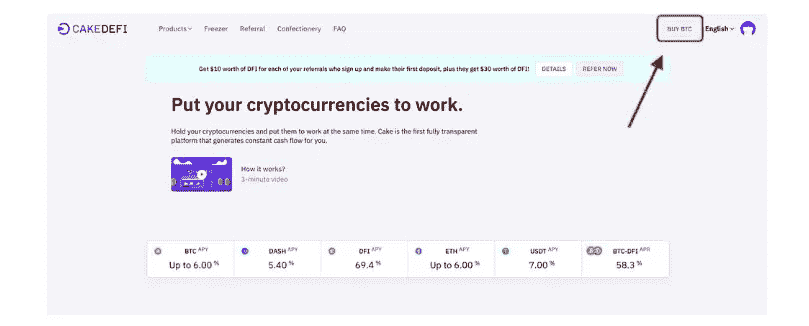 CAKEDEFI Products Freezer Referral Confectionery FAQ BUY BTC English
Get $10 worth of DFI for each of your referrals who sign up and make their first deposit, plus they get $30 worth of DFI! DETAILS REFER NOW
Put your cryptocurrencies to work.
Hold your cryptocurrencies and put them to work at the same time. Cake is the first fully transparent
platform that generates constant cash flow for you.
How it works?
3-minute video
BTC APY DASH APY DFI APY ETH APY USDT APY BTC-DFI APR
Up to 6.00 % 5.40 % 69.4 % Up to 6.00 % 7.00 % 58.3 %